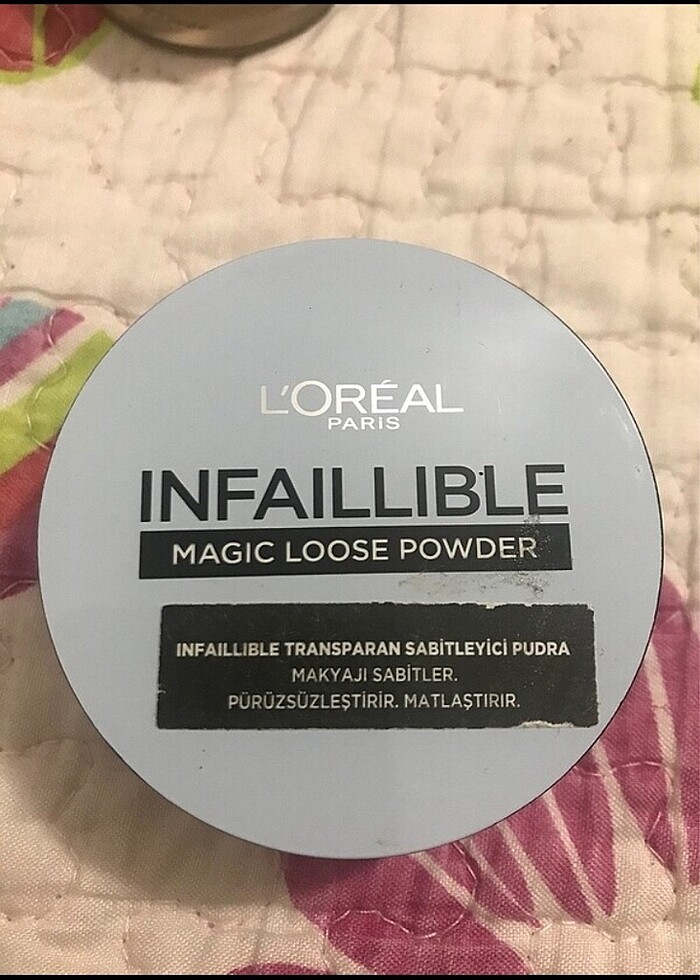 L'ORÉAL
PARIS
INFAILLIBLE
MAGIC LOOSE POWDER
INFAILLIBLE TRANSPARAN SABİTLEYİCİ PUDRA
MAKYAJI SABİTLER.
PÜRÜZSÜZLEŞTİRİR. MATLAŞTIRIR.